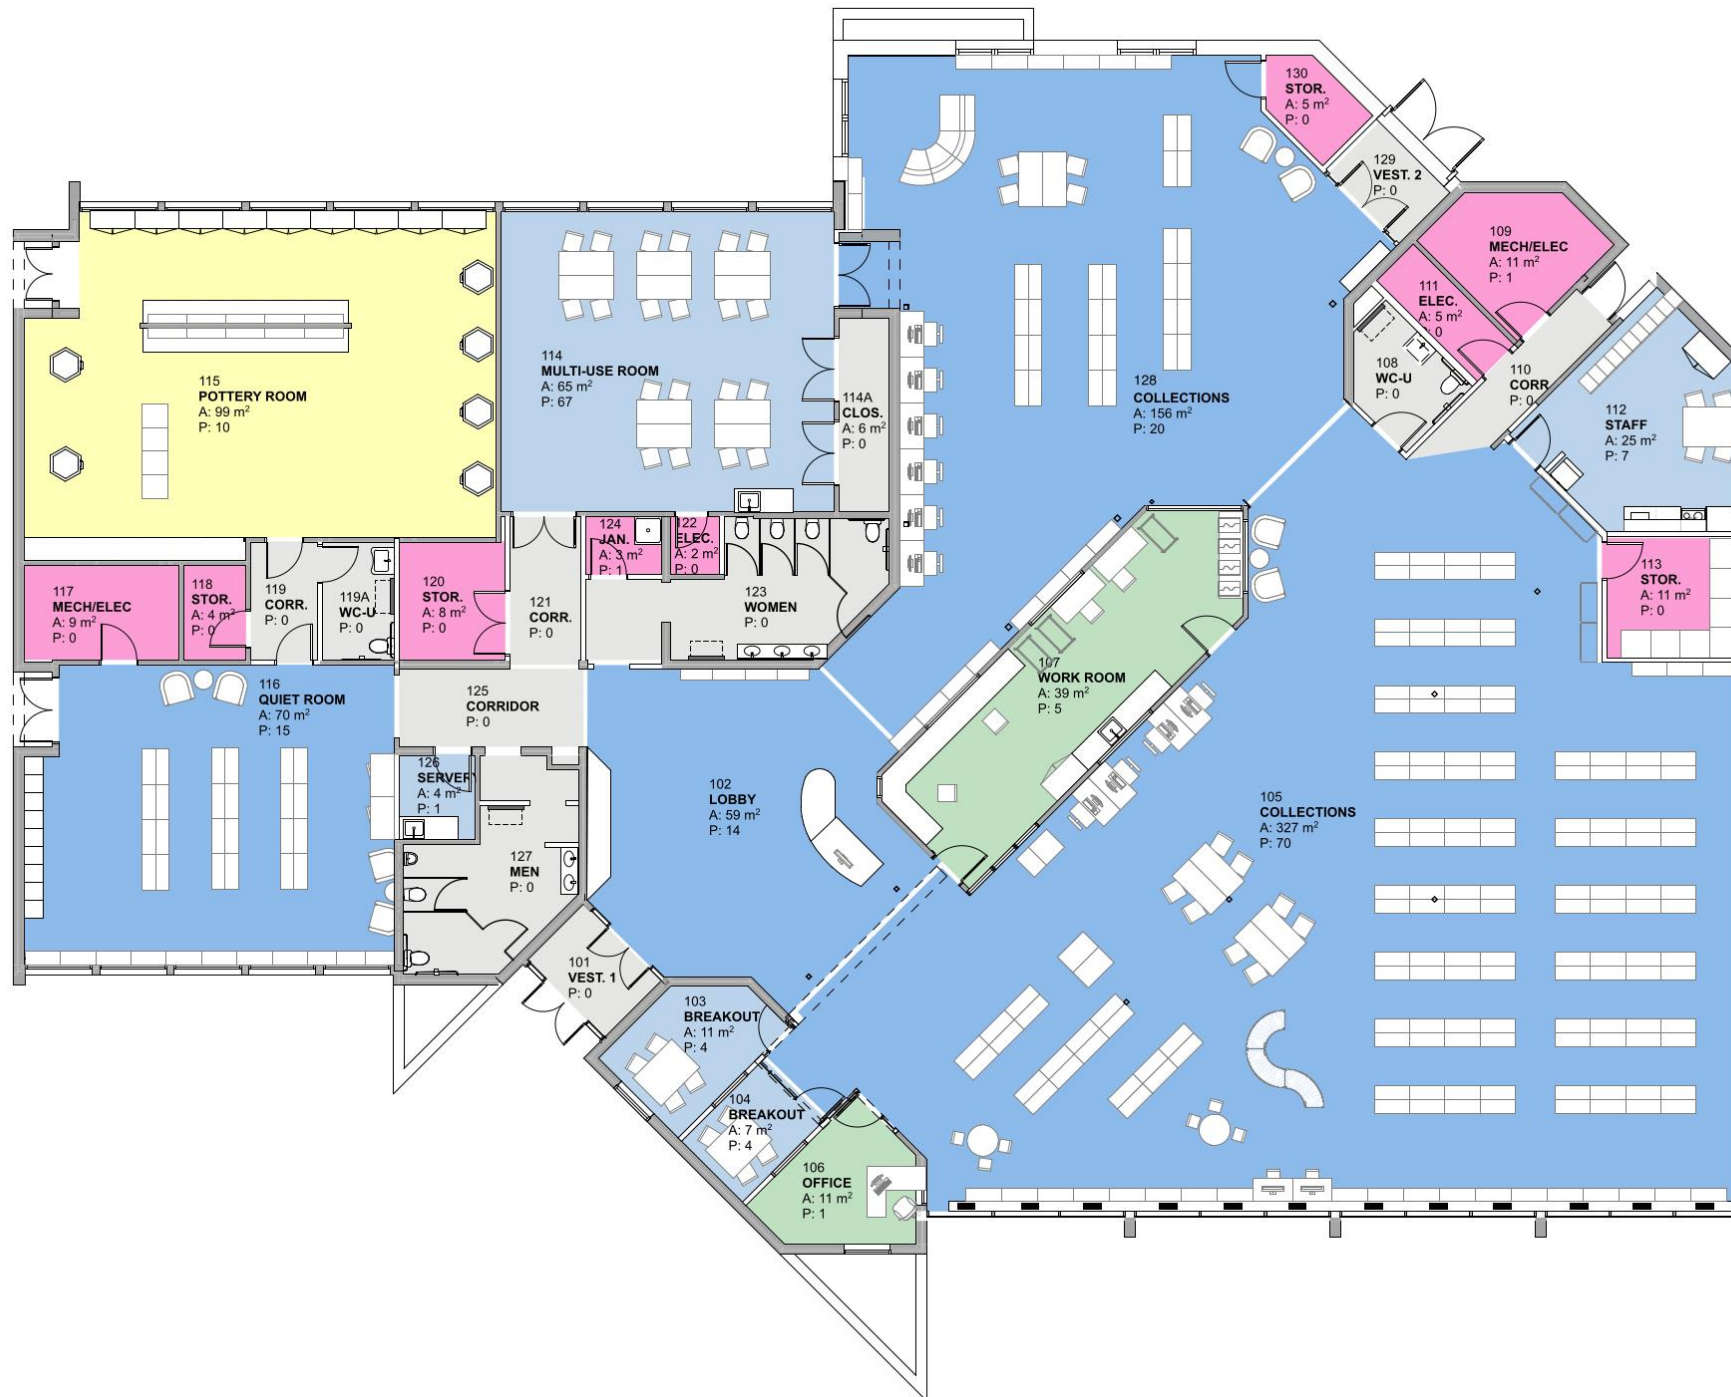 130
STOR.
A: 5 m²
P: 0
129
VEST. 2
P: 0
109
MECH/ELEC
A: 11 m²
P: 1
111
ELEC.
A: 5 m²
P: 0
108
WC-U
P: 0
110
CORR.
P: 0
112
STAFF
A: 25 m²
P: 7
115
POTTERY ROOM
A: 99 m²
P: 10
114
MULTI-USE ROOM
A: 65 m²
P: 67
114A
CLOS.
A: 6 m²
P: 0
128
COLLECTIONS
A: 156 m²
P: 20
124
JAN.
A: 3 m²
P: 1
122
ELEC.
A: 2 m²
P: 0
113
STOR.
A: 11 m²
P: 0
117
MECH/ELEC
A: 9 m²
P: 0
118
STOR.
A: 4 m²
P: 0
119
CORR.
P: 0
119A
WC-U
P: 0
120
STOR.
A: 8 m²
P: 0
121
CORR.
P: 0
123
WOMEN
P: 0
107
WORK ROOM
A: 39 m²
P: 5
116
QUIET ROOM
A: 70 m²
P: 15
125
CORRIDOR
P: 0
126
SERVERY
A: 4 m²
P: 1
102
LOBBY
A: 59 m²
P: 14
105
COLLECTIONS
A: 327 m²
P: 70
127
MEN
P: 0
101
VEST. 1
P: 0
103
BREAKOUT
A: 11 m²
P: 4
104
BREAKOUT
A: 7 m²
P: 4
106
OFFICE
A: 11 m²
P: 1